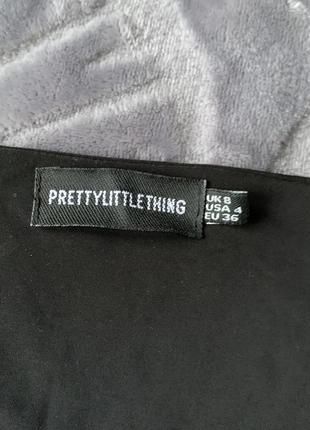 PRETTYLITTLETHING
UK 8
USA 4
EU 36